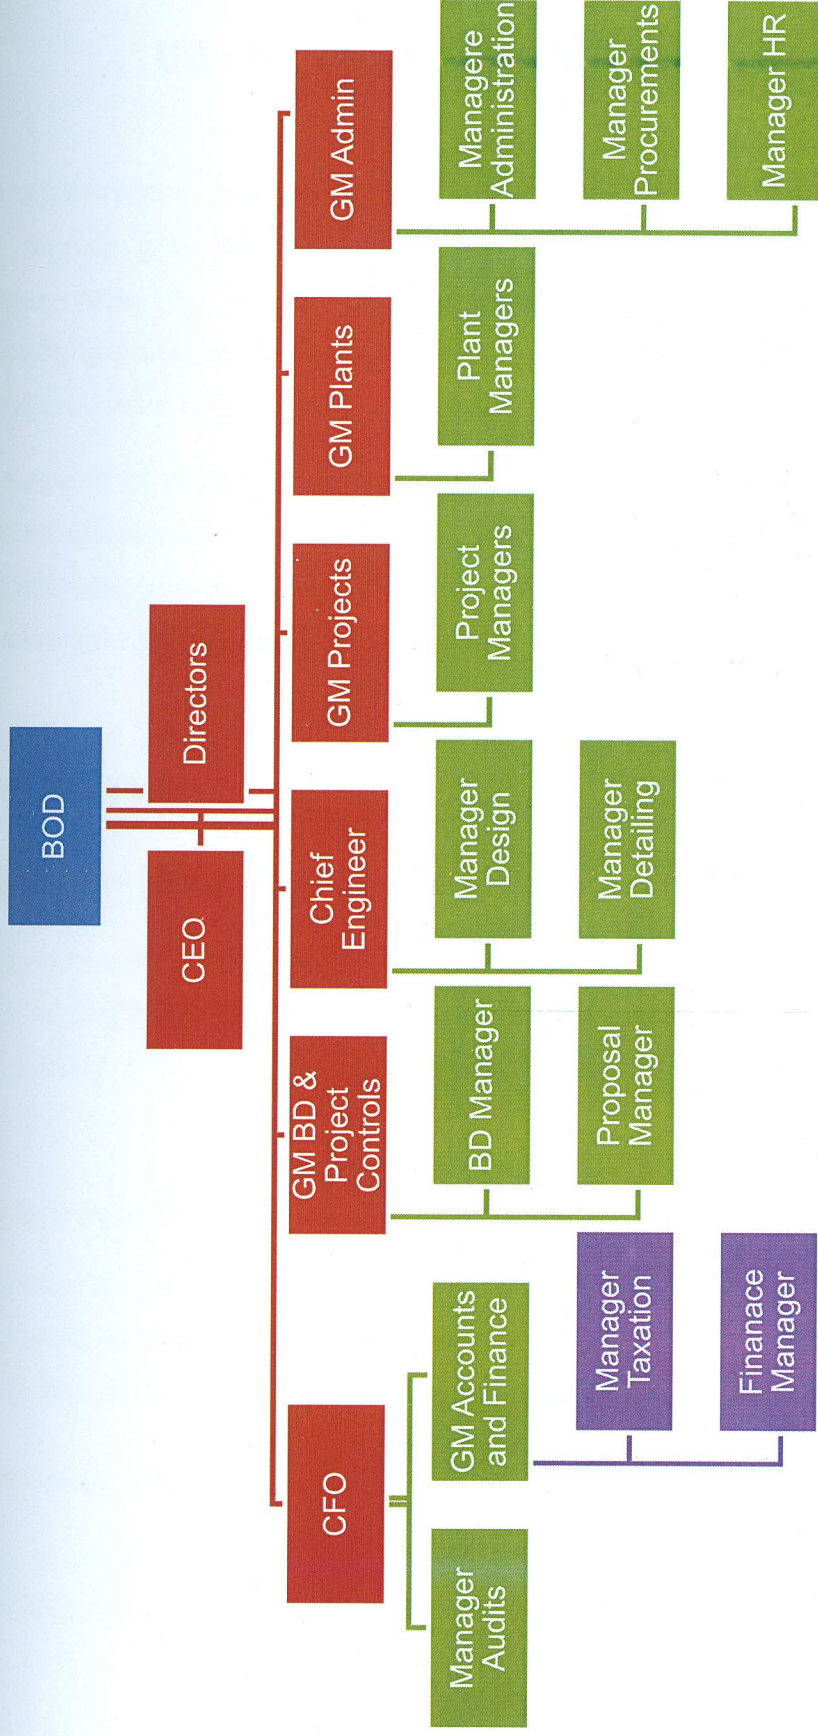 BOD
CEO
Directors
CFO
GM BD &
Project
Controls
Chief
Engineer
GM Projects
GM Plants
GM Admin
Manager
Audits
GM Accounts
and Finance
Manager
Taxation
Finanace
Manager
BD Manager
Proposal
Manager
Manager
Design
Manager
Detailing
Project
Managers
Plant
Managers
Managere
Administration
Manager
Procurements
Manager HR